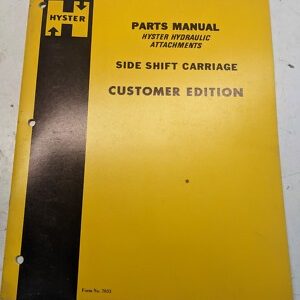 HYSTER
PARTS MANUAL
HYSTER HYDRAULIC
ATTACHMENTS
SIDE SHIFT CARRIAGE
CUSTOMER EDITION
Form No.